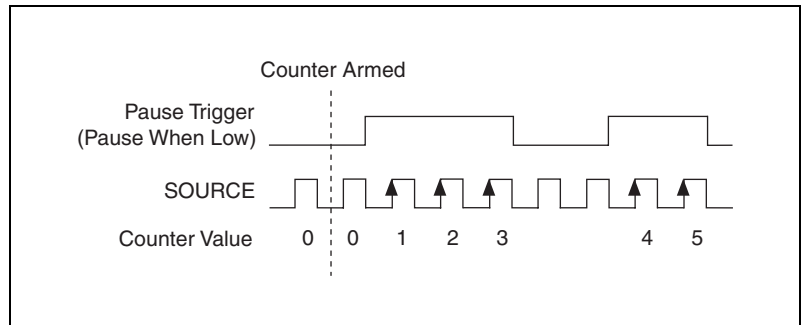 Counter Armed
Pause Trigger
(Pause When Low)
SOURCE
Counter Value 0 0 1 2 3 4 5